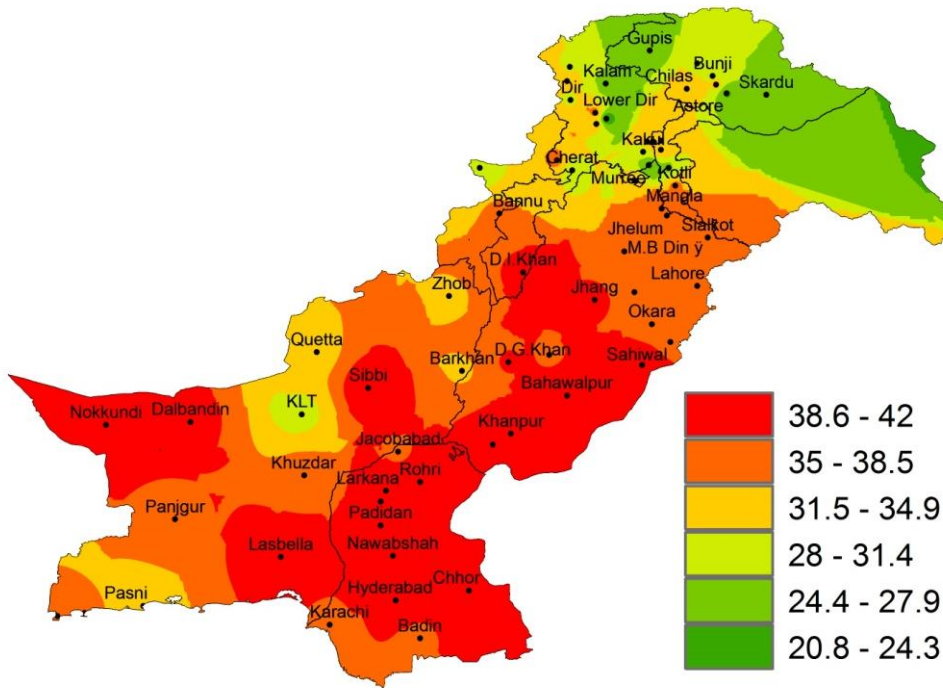 Gupis
Kalam
Chilas
Bunji
Skardu
Dir
Lower Dir
Astore
Cherat
Murree
Kotli
Bannu
Mangla
Jhelum
Sialkot
M.B Din ÿ
D.I.Khan
Zhob
Jhang
Lahore
Okara
Quetta
Barkhan
D.G.Khan
Sahiwal
Sibbi
Bahawalpur
KLT
Nokkundi
Dalbandin
Khanpur
Jacobabad
Khuzdar
Larkana
Rohri
Panjgur
Padidan
Lasbella
Nawabshah
Pasni
Hyderabad
Chhor
Karachi
Badin
38.6 - 42
35 - 38.5
31.5 - 34.9
28 - 31.4
24.4 - 27.9
20.8 - 24.3